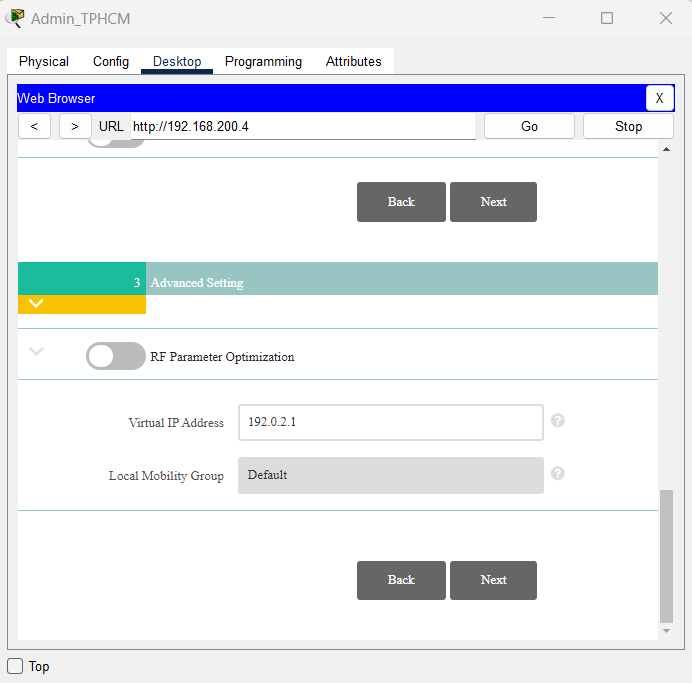 Admin_TPHCM
Physical Config Desktop Programming Attributes
Web Browser X
< > URL http://192.168.200.4 Go Stop
Back Next
3 Advanced Setting
RF Parameter Optimization
Virtual IP Address 192.0.2.1 ?
Local Mobility Group Default ?
Back Next
Top